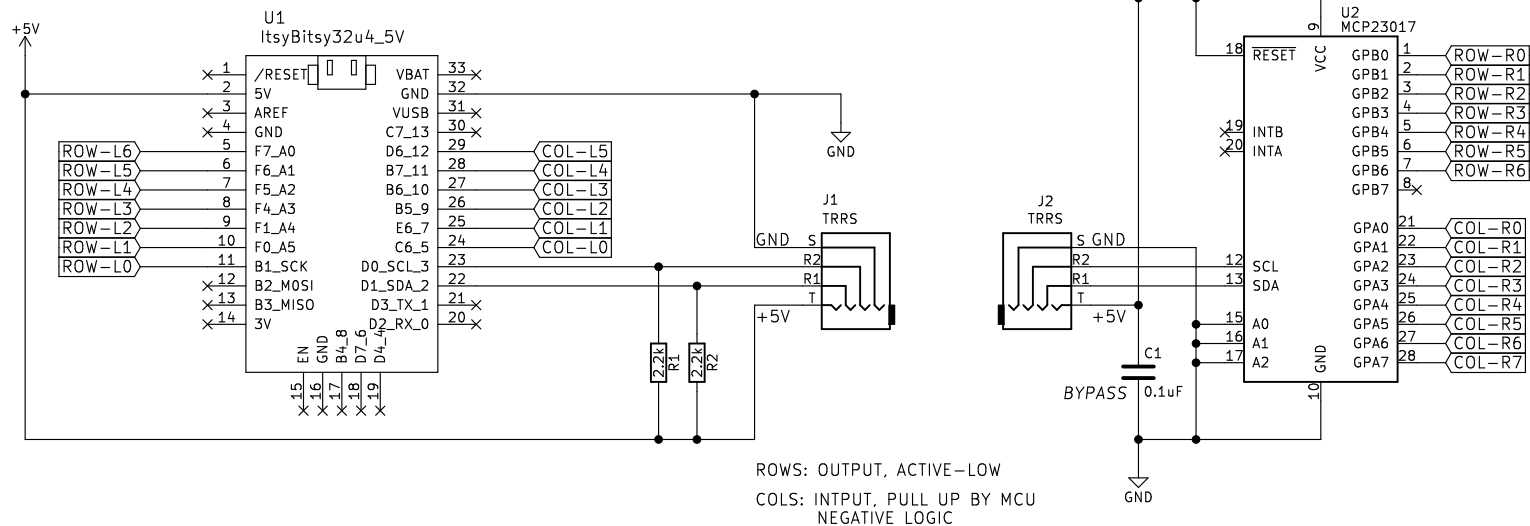 +5V
U1
ItsyBitsy32u4_5V
1 /RESET VBAT 33
2 5V GND 32
3 AREF VUSB 31
4 GND C7_13 30
ROW-L6 5 F7_A0 D6_12 29 COL-L5
ROW-L5 6 F6_A1 B7_11 28 COL-L4
ROW-L4 7 F5_A2 B6_10 27 COL-L3
ROW-L3 8 F4_A3 B5_9 26 COL-L2
ROW-L2 9 F1_A4 E6_7 25 COL-L1
ROW-L1 10 F0_A5 C6_5 24 COL-L0
ROW-L0 11 B1_SCK D0_SCL_3 23
12 B2_MOSI D1_SDA_2 22
13 B3_MISO D3_TX_1 21
14 3V D2_RX_0 20
EN GND B4_8 D7_6 D4_4
15 16 17 18 19
2.2k R1
2.2k R2
GND
J1
TRRS
GND S
R2
R1
T
+5V
J2
TRRS
S GND
R2
R1
T
+5V
C1
BYPASS 0.1uF
GND
U2
MCP23017
9
VCC
18 RESET GPB0 1 ROW-R0
GPB1 2 ROW-R1
GPB2 3 ROW-R2
GPB3 4 ROW-R3
19 INTB GPB4 5 ROW-R4
20 INTA GPB5 6 ROW-R5
GPB6 7 ROW-R6
GPB7 8
GPA0 21 COL-R0
GPA1 22 COL-R1
12 SCL GPA2 23 COL-R2
13 SDA GPA3 24 COL-R3
GPA4 25 COL-R4
15 A0 GPA5 26 COL-R5
16 A1 GPA6 27 COL-R6
17 A2 GPA7 28 COL-R7
GND
10
ROWS: OUTPUT, ACTIVE-LOW
COLS: INTPUT, PULL UP BY MCU
NEGATIVE LOGIC